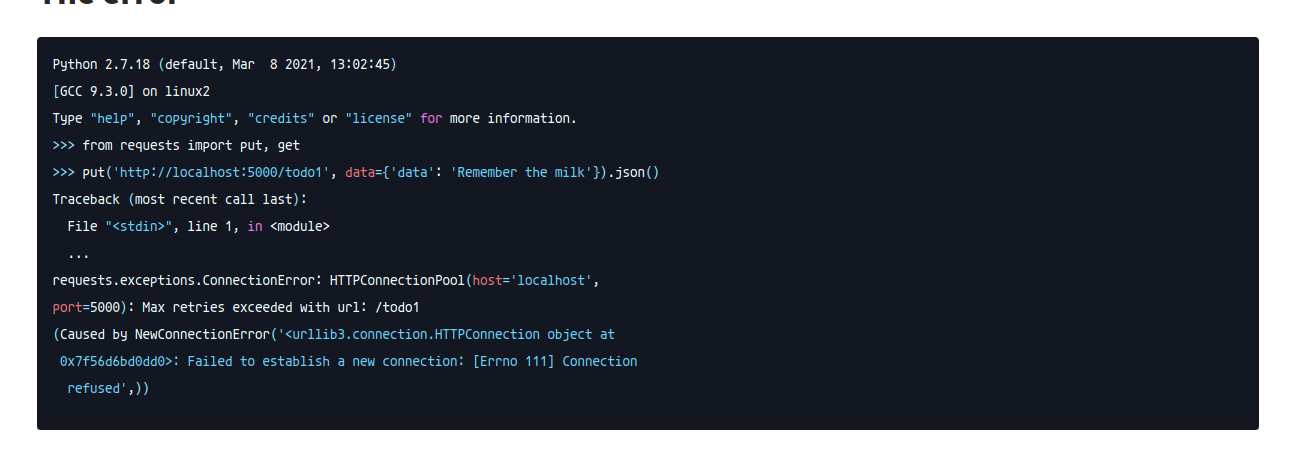 The error
Python 2.7.18 (default, Mar  8 2021, 13:02:45)
[GCC 9.3.0] on linux2
Type "help", "copyright", "credits" or "license" for more information.
>>> from requests import put, get
>>> put('http://localhost:5000/todo1', data={'data': 'Remember the milk'}).json()
Traceback (most recent call last):
  File "<stdin>", line 1, in <module>
  ...
requests.exceptions.ConnectionError: HTTPConnectionPool(host='localhost',
port=5000): Max retries exceeded with url: /todo1
(Caused by NewConnectionError('<urllib3.connection.HTTPConnection object at
 0x7f56d6bd0dd0>: Failed to establish a new connection: [Errno 111] Connection
  refused',))